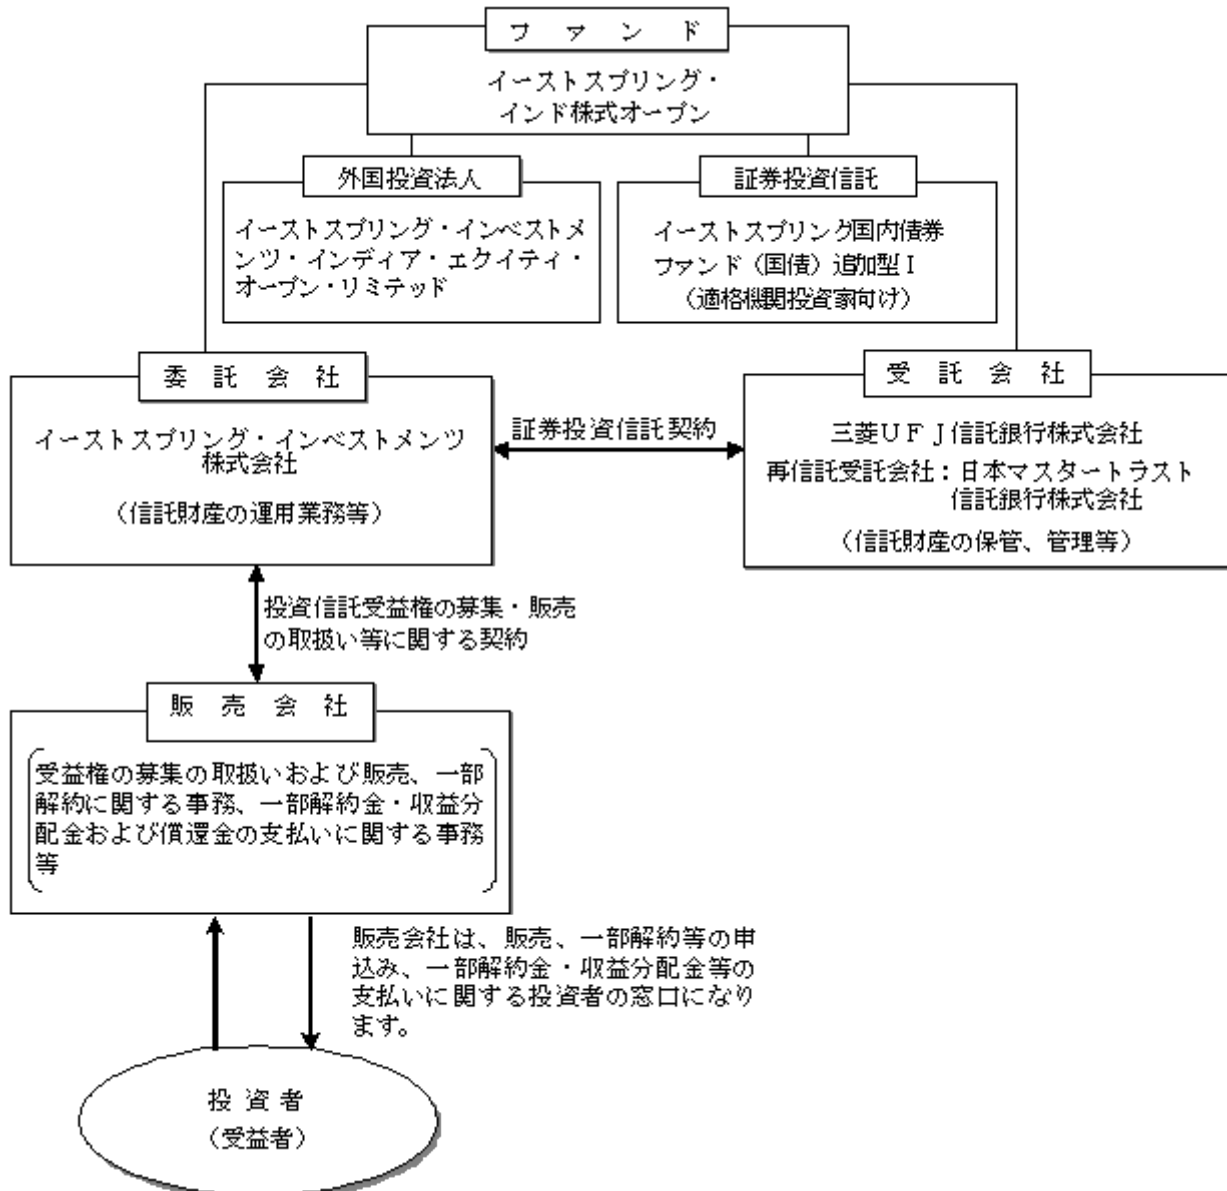 ファンド
イーストスプリング・
インド株式オープン
外国投資法人
イーストスプリング・インベストメ
ンツ・インディア・エクイティ・
オープン・リミテッド
証券投資信託
イーストスプリング国内債券
ファンド（国債）追加型Ｉ
（適格機関投資家向け）
委託会社
イーストスプリング・インベストメンツ
株式会社
（信託財産の運用業務等）
証券投資信託契約
受託会社
三菱ＵＦＪ信託銀行株式会社
再信託受託会社：日本マスタートラスト
信託銀行株式会社
（信託財産の保管、管理等）
投資信託受益権の募集・販売
の取扱い等に関する契約
販売会社
受益権の募集の取扱いおよび販売、一部
解約に関する事務、一部解約金・収益分
配金および償還金の支払いに関する事務
等
販売会社は、販売、一部解約等の申
込み、一部解約金・収益分配金等の
支払いに関する投資者の窓口になり
ます。
投資者
（受益者）